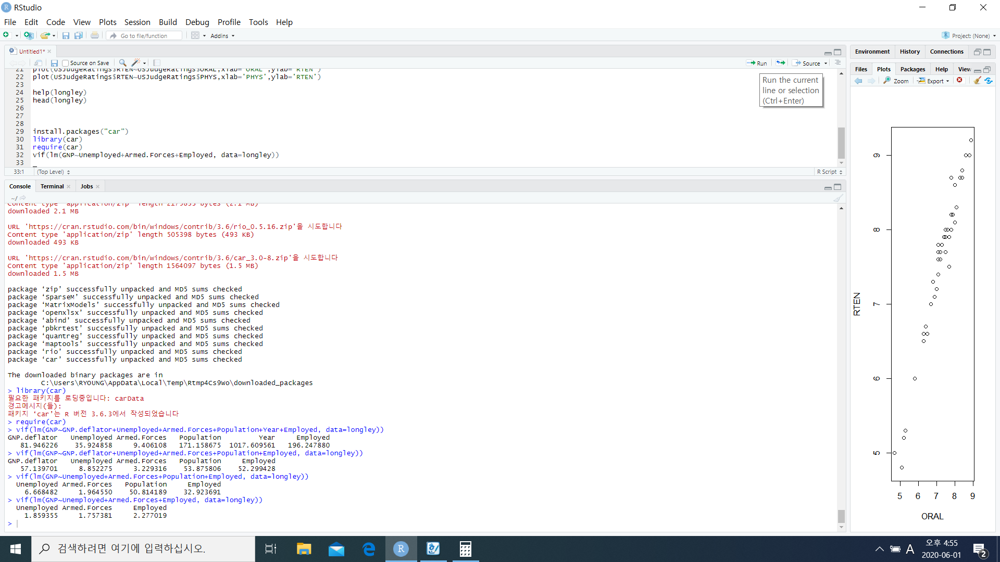 RStudio
File Edit Code View Plots Session Build Debug Profile Tools Help
Go to file/function Addins Project: (None)
Untitled1*
Source on Save Run Source
21 plot(USJudgeRatings$RTEN~USJudgeRatings$ORAL,xlab='ORAL',ylab='RTEN')
22 plot(USJudgeRatings$RTEN~USJudgeRatings$PHYS,xlab='PHYS',ylab='RTEN')
23
24 help(longley)
25 head(longley)
26
27
28
29 install.packages("car")
30 library(car)
31 require(car)
32 vif(lm(GNP~Unemployed+Armed.Forces+Employed, data=longley))
33
Run the current
line or selection
(Ctrl+Enter)
33:1 (Top Level) R Script
Console Terminal Jobs
~/
Content type 'application/zip' length 2175855 bytes (2.1 MB)
downloaded 2.1 MB
URL 'https://cran.rstudio.com/bin/windows/contrib/3.6/rio_0.5.16.zip'을 시도합니다
Content type 'application/zip' length 505398 bytes (493 KB)
downloaded 493 KB
URL 'https://cran.rstudio.com/bin/windows/contrib/3.6/car_3.0-8.zip'을 시도합니다
Content type 'application/zip' length 1564097 bytes (1.5 MB)
downloaded 1.5 MB
package ‘zip’ successfully unpacked and MD5 sums checked
package ‘SparseM’ successfully unpacked and MD5 sums checked
package ‘MatrixModels’ successfully unpacked and MD5 sums checked
package ‘openxlsx’ successfully unpacked and MD5 sums checked
package ‘abind’ successfully unpacked and MD5 sums checked
package ‘pbkrtest’ successfully unpacked and MD5 sums checked
package ‘quantreg’ successfully unpacked and MD5 sums checked
package ‘maptools’ successfully unpacked and MD5 sums checked
package ‘rio’ successfully unpacked and MD5 sums checked
package ‘car’ successfully unpacked and MD5 sums checked
The downloaded binary packages are in
C:\Users\RYOUNG\AppData\Local\Temp\Rtmp4Cs9Wo\downloaded_packages
> library(car)
필요한 패키지를 로딩중입니다: carData
경고메시지(들):
패키지 ‘car’는 R 버전 3.6.3에서 작성되었습니다
> require(car)
> vif(lm(GNP~GNP.deflator+Unemployed+Armed.Forces+Population+Year+Employed, data=longley))
GNP.deflator Unemployed Armed.Forces Population Year Employed
81.946226 35.924858 9.406108 171.158675 1017.609561 196.247880
> vif(lm(GNP~GNP.deflator+Unemployed+Armed.Forces+Population+Employed, data=longley))
GNP.deflator Unemployed Armed.Forces Population Employed
57.139701 8.852275 3.229316 53.875806 52.299428
> vif(lm(GNP~Unemployed+Armed.Forces+Population+Employed, data=longley))
Unemployed Armed.Forces Population Employed
6.668482 1.964550 50.814189 32.923691
> vif(lm(GNP~Unemployed+Armed.Forces+Employed, data=longley))
Unemployed Armed.Forces Employed
1.859355 1.757381 2.277019
>
Environment History Connections
Files Plots Packages Help View
Zoom Export
9
8
7
6
5
RTEN
5 6 7 8 9
ORAL
검색하려면 여기에 입력하십시오.
A
오후 4:55
2020-06-01
2